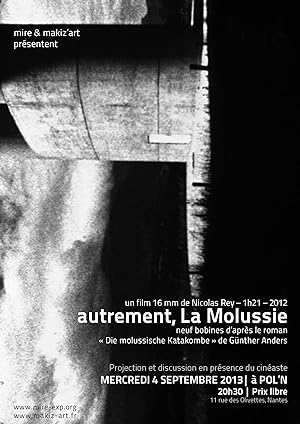 mire & makiz'art
présentent
un film 16 mm de Nicolas Rey – 1h21 – 2012
autrement, La Molussie
neuf bobines d'après le roman
« Die molussische Katakombe » de Günther Anders
Projection et discussion en présence du cinéaste
MERCREDI 4 SEPTEMBRE 2013 | à POL'N
20h30 | Prix libre
11 rue des Olivettes, Nantes
www.mire-exp.org
www.makiz-art.fr